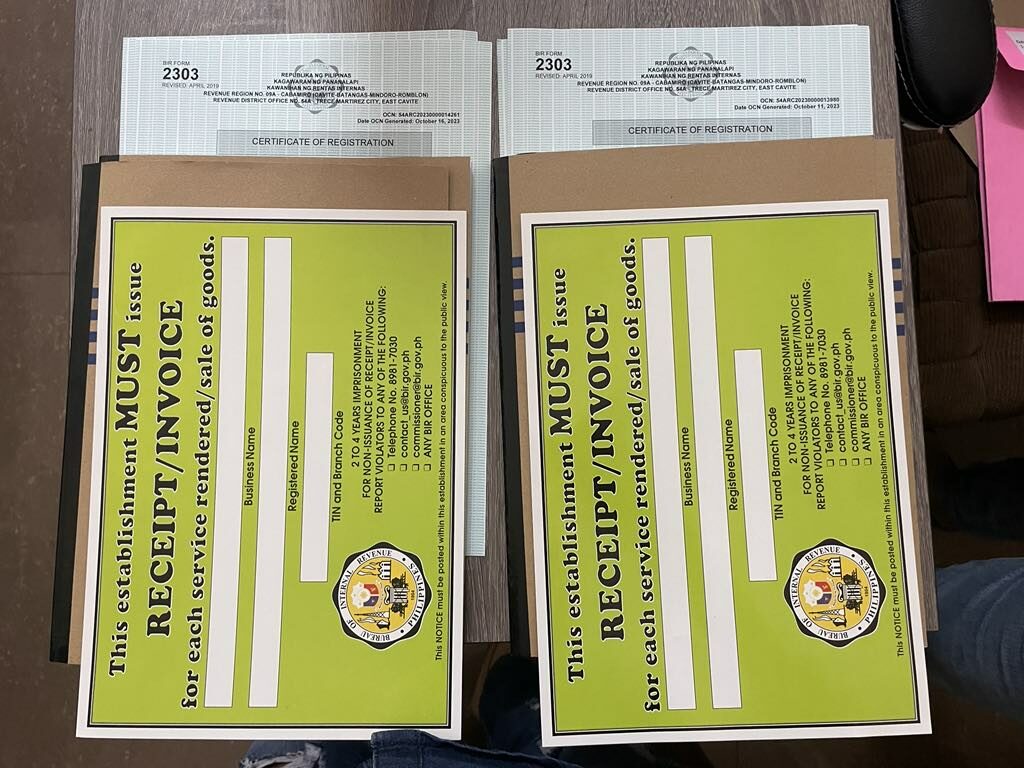 BIR FORM
2303
REVISED: APRIL 2019
REPUBLIKA NG PILIPINAS
KAGAWARAN NG PANANALAPI
KAWANIHAN NG RENTAS INTERNAS
REVENUE REGION NO. 09A – CABAMIRO (CAVITE-BATANGAS-MINDORO-ROMBLON)
REVENUE DISTRICT OFFICE NO. 54A - TRECE MARTIREZ CITY, EAST CAVITE
OCN: 54ARC20230000014261
Date OCN Generated: October 16, 2023
CERTIFICATE OF REGISTRATION
BIR FORM
2303
REVISED: APRIL 2019
REPUBLIKA NG PILIPINAS
KAGAWARAN NG PANANALAPI
KAWANIHAN NG RENTAS INTERNAS
REVENUE REGION NO. 09A – CABAMIRO (CAVITE-BATANGAS-MINDORO-ROMBLON)
REVENUE DISTRICT OFFICE NO. 54A - TRECE MARTIREZ CITY, EAST CAVITE
OCN: 54ARC20230000013980
Date OCN Generated: October 11, 2023
CERTIFICATE OF REGISTRATION
This establishment MUST issue
RECEIPT/INVOICE
for each service rendered/sale of goods.
Business Name
Registered Name
TIN and Branch Code
2 TO 4 YEARS IMPRISONMENT
FOR NON-ISSUANCE OF RECEIPT/INVOICE
REPORT VIOLATORS TO ANY OF THE FOLLOWING:
❑ Telephone No. 8981-7030
❑ contact_us@bir.gov.ph
❑ commissioner@bir.gov.ph
❑ ANY BIR OFFICE
BUREAU OF INTERNAL REVENUE
PHILIPPINES
1904
This NOTICE must be posted within this establishment in an area conspicuous to the public view.
This establishment MUST issue
RECEIPT/INVOICE
for each service rendered/sale of goods.
Business Name
Registered Name
TIN and Branch Code
2 TO 4 YEARS IMPRISONMENT
FOR NON-ISSUANCE OF RECEIPT/INVOICE
REPORT VIOLATORS TO ANY OF THE FOLLOWING:
❑ Telephone No. 8981-7030
❑ contact_us@bir.gov.ph
❑ commissioner@bir.gov.ph
❑ ANY BIR OFFICE
BUREAU OF INTERNAL REVENUE
PHILIPPINES
1904
This NOTICE must be posted within this establishment in an area conspicuous to the public view.